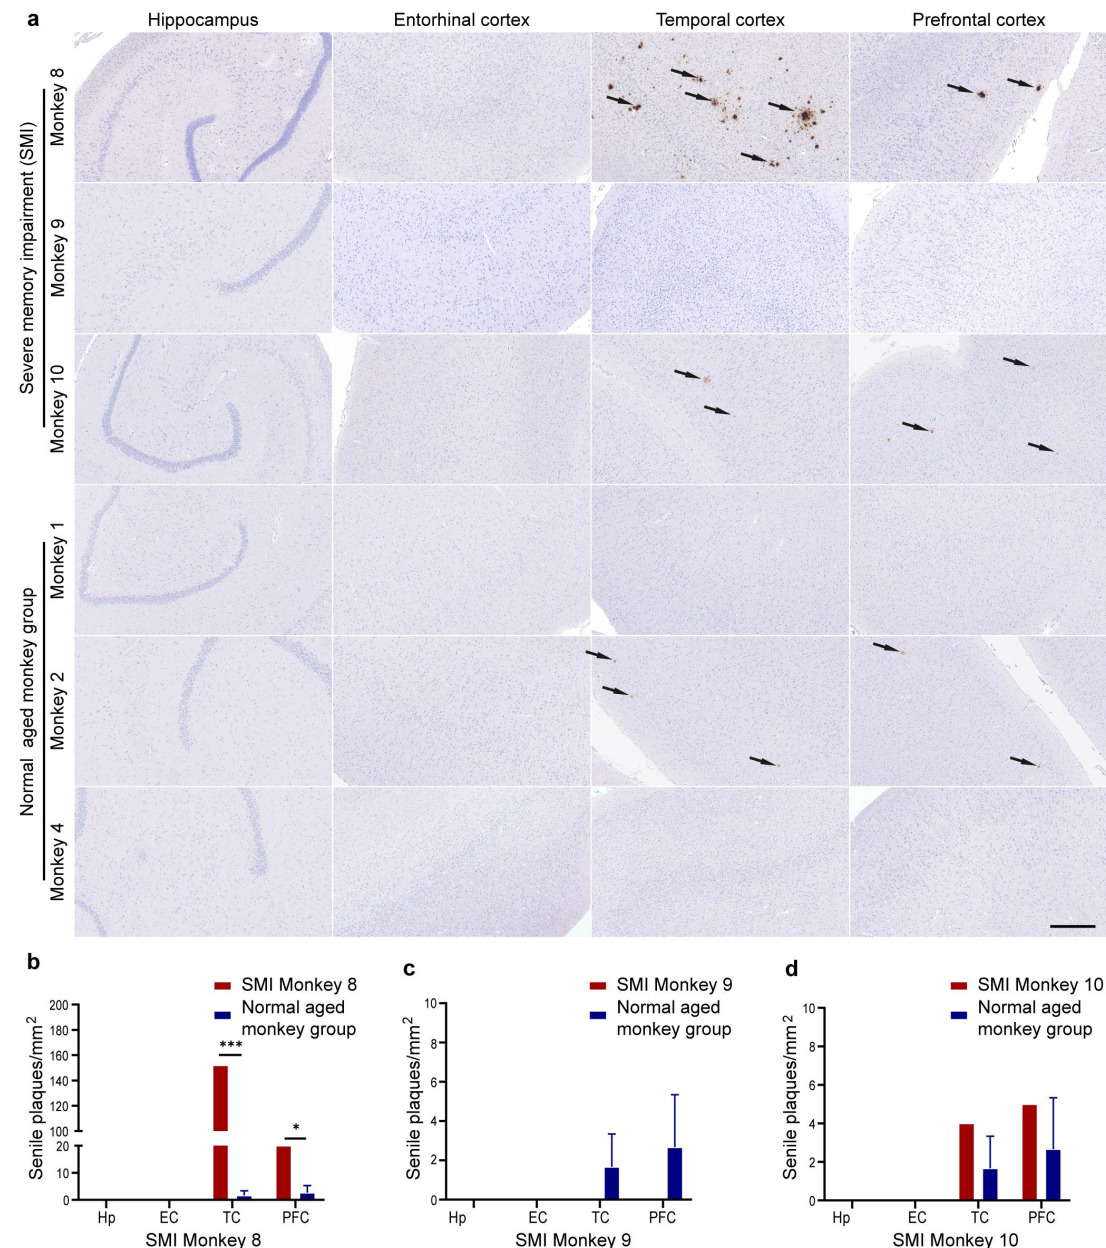 a
Hippocampus
Entorhinal cortex
Temporal cortex
Prefrontal cortex
Severe memory impairment (SMI)
Monkey 8
Monkey 9
Monkey 10
Normal aged monkey group
Monkey 1
Monkey 2
Monkey 4
b
SMI Monkey 8
Normal aged
monkey group
Senile plaques/mm²
200
180
160
140
120
100
20
10
0
***
*
Hp
EC
TC
PFC
SMI Monkey 8
c
SMI Monkey 9
Normal aged
monkey group
Senile plaques/mm²
10
8
6
4
2
0
Hp
EC
TC
PFC
SMI Monkey 9
d
SMI Monkey 10
Normal aged
monkey group
Senile plaques/mm²
10
8
6
4
2
0
Hp
EC
TC
PFC
SMI Monkey 10